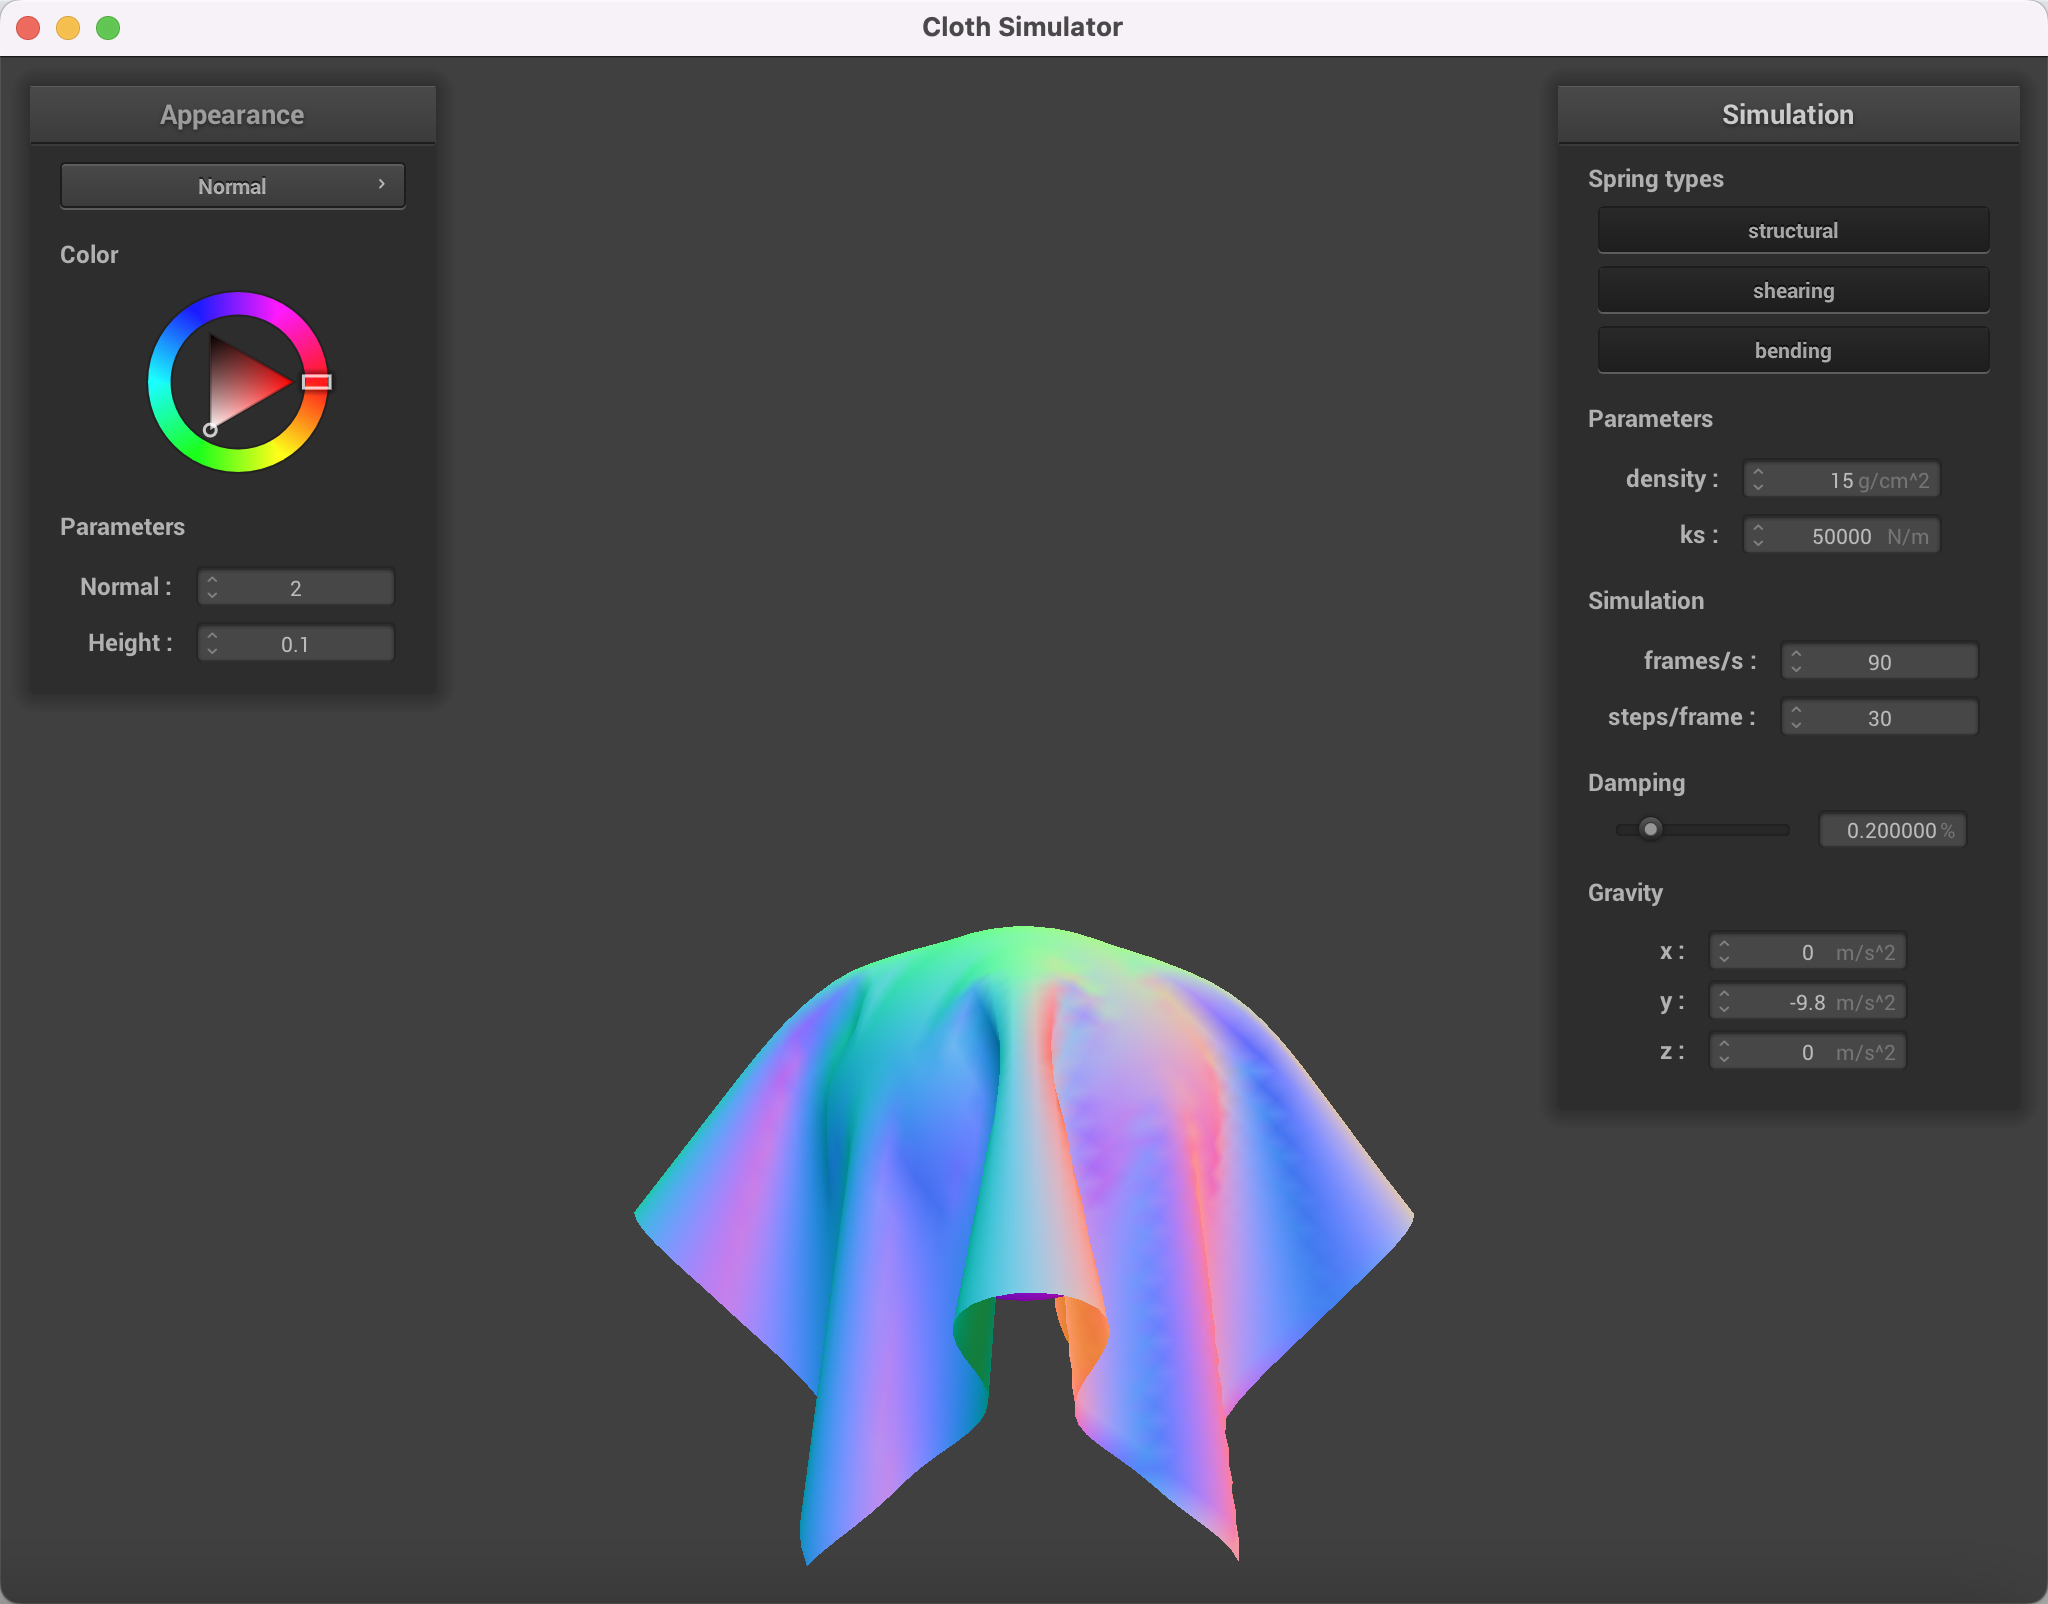 Cloth Simulator
Appearance
Normal
Color
Parameters
Normal : 2
Height : 0.1
Simulation
Spring types
structural
shearing
bending
Parameters
density : 15 g/cm^2
ks : 50000 N/m
Simulation
frames/s : 90
steps/frame : 30
Damping
0.200000 %
Gravity
x : 0 m/s^2
y : -9.8 m/s^2
z : 0 m/s^2